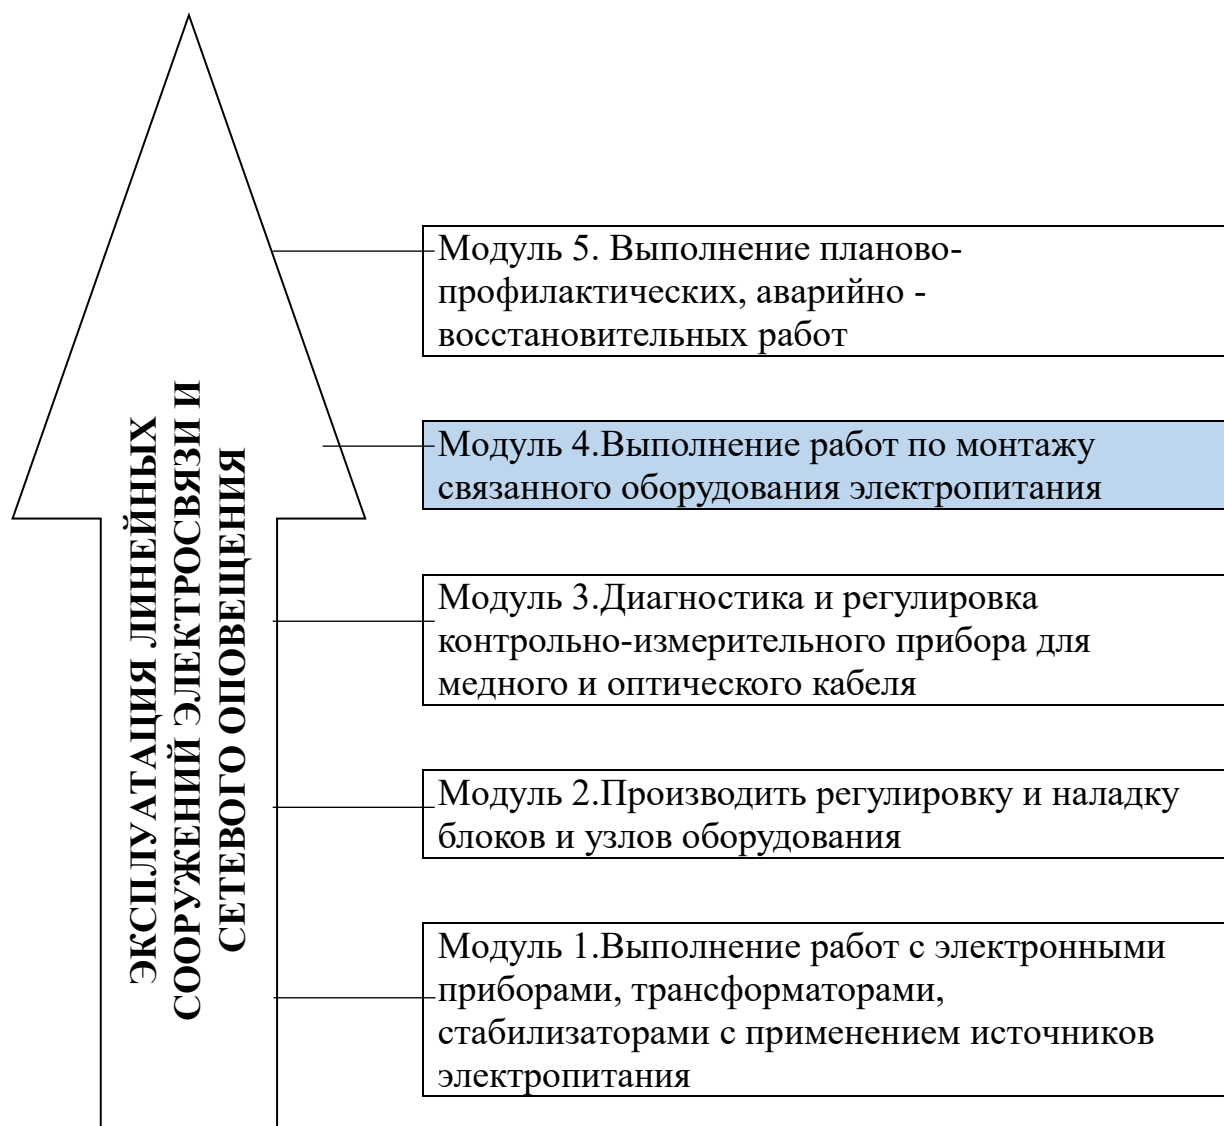 Модуль 5. Выполнение планово-
профилактических, аварийно -
восстановительных работ
Модуль 4.Выполнение работ по монтажу
связанного оборудования электропитания
Модуль 3.Диагностика и регулировка
контрольно-измерительного прибора для
медного и оптического кабеля
Модуль 2.Производить регулировку и наладку
блоков и узлов оборудования
Модуль 1.Выполнение работ с электронными
приборами, трансформаторами,
стабилизаторами с применением источников
электропитания
ЭКСПЛУАТАЦИЯ ЛИНЕЙНЫХ
СООРУЖЕНИЙ ЭЛЕКТРОСВЯЗИ И
СЕТЕВОГО ОПОВЕЩЕНИЯ